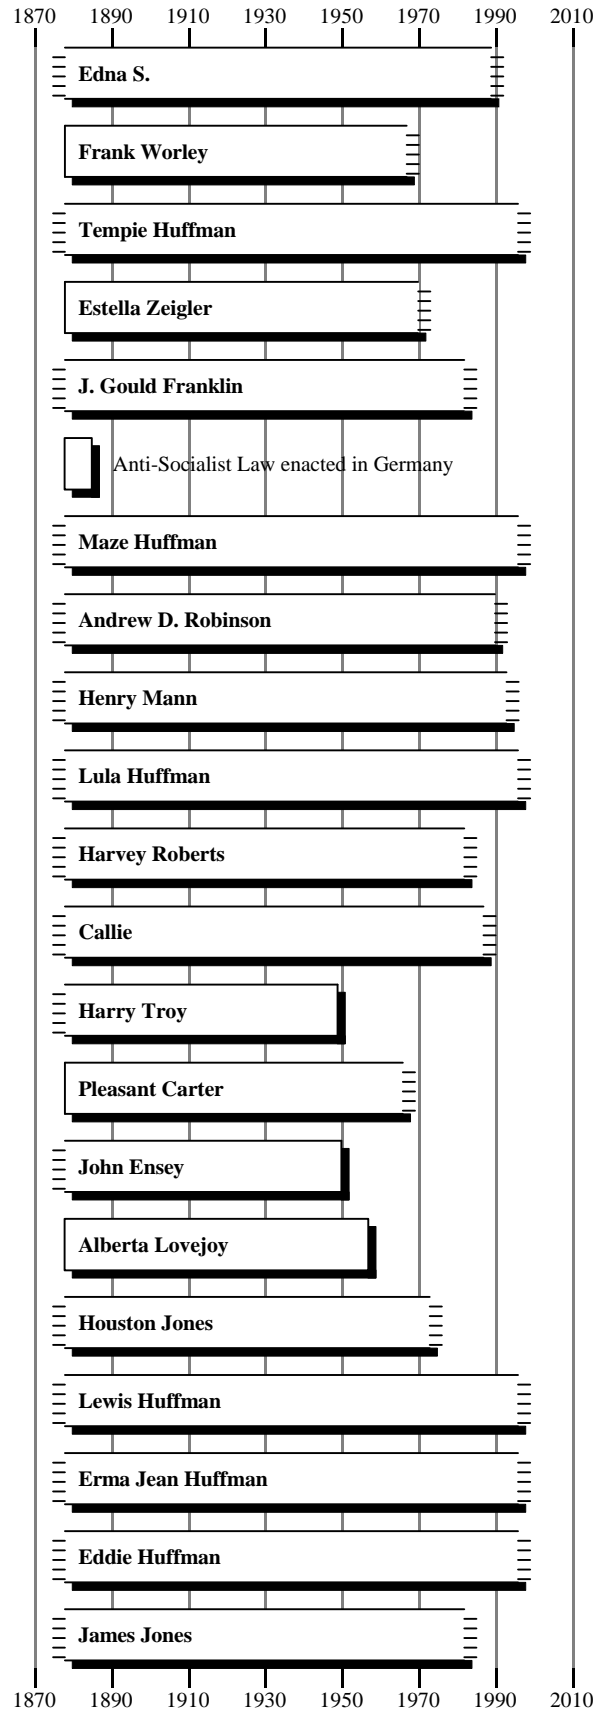 1870 1890 1910 1930 1950 1970 1990 2010
Edna S.
Frank Worley
Tempie Huffman
Estella Zeigler
J. Gould Franklin
Anti-Socialist Law enacted in Germany
Maze Huffman
Andrew D. Robinson
Henry Mann
Lula Huffman
Harvey Roberts
Callie
Harry Troy
Pleasant Carter
John Ensey
Alberta Lovejoy
Houston Jones
Lewis Huffman
Erma Jean Huffman
Eddie Huffman
James Jones
1870 1890 1910 1930 1950 1970 1990 2010